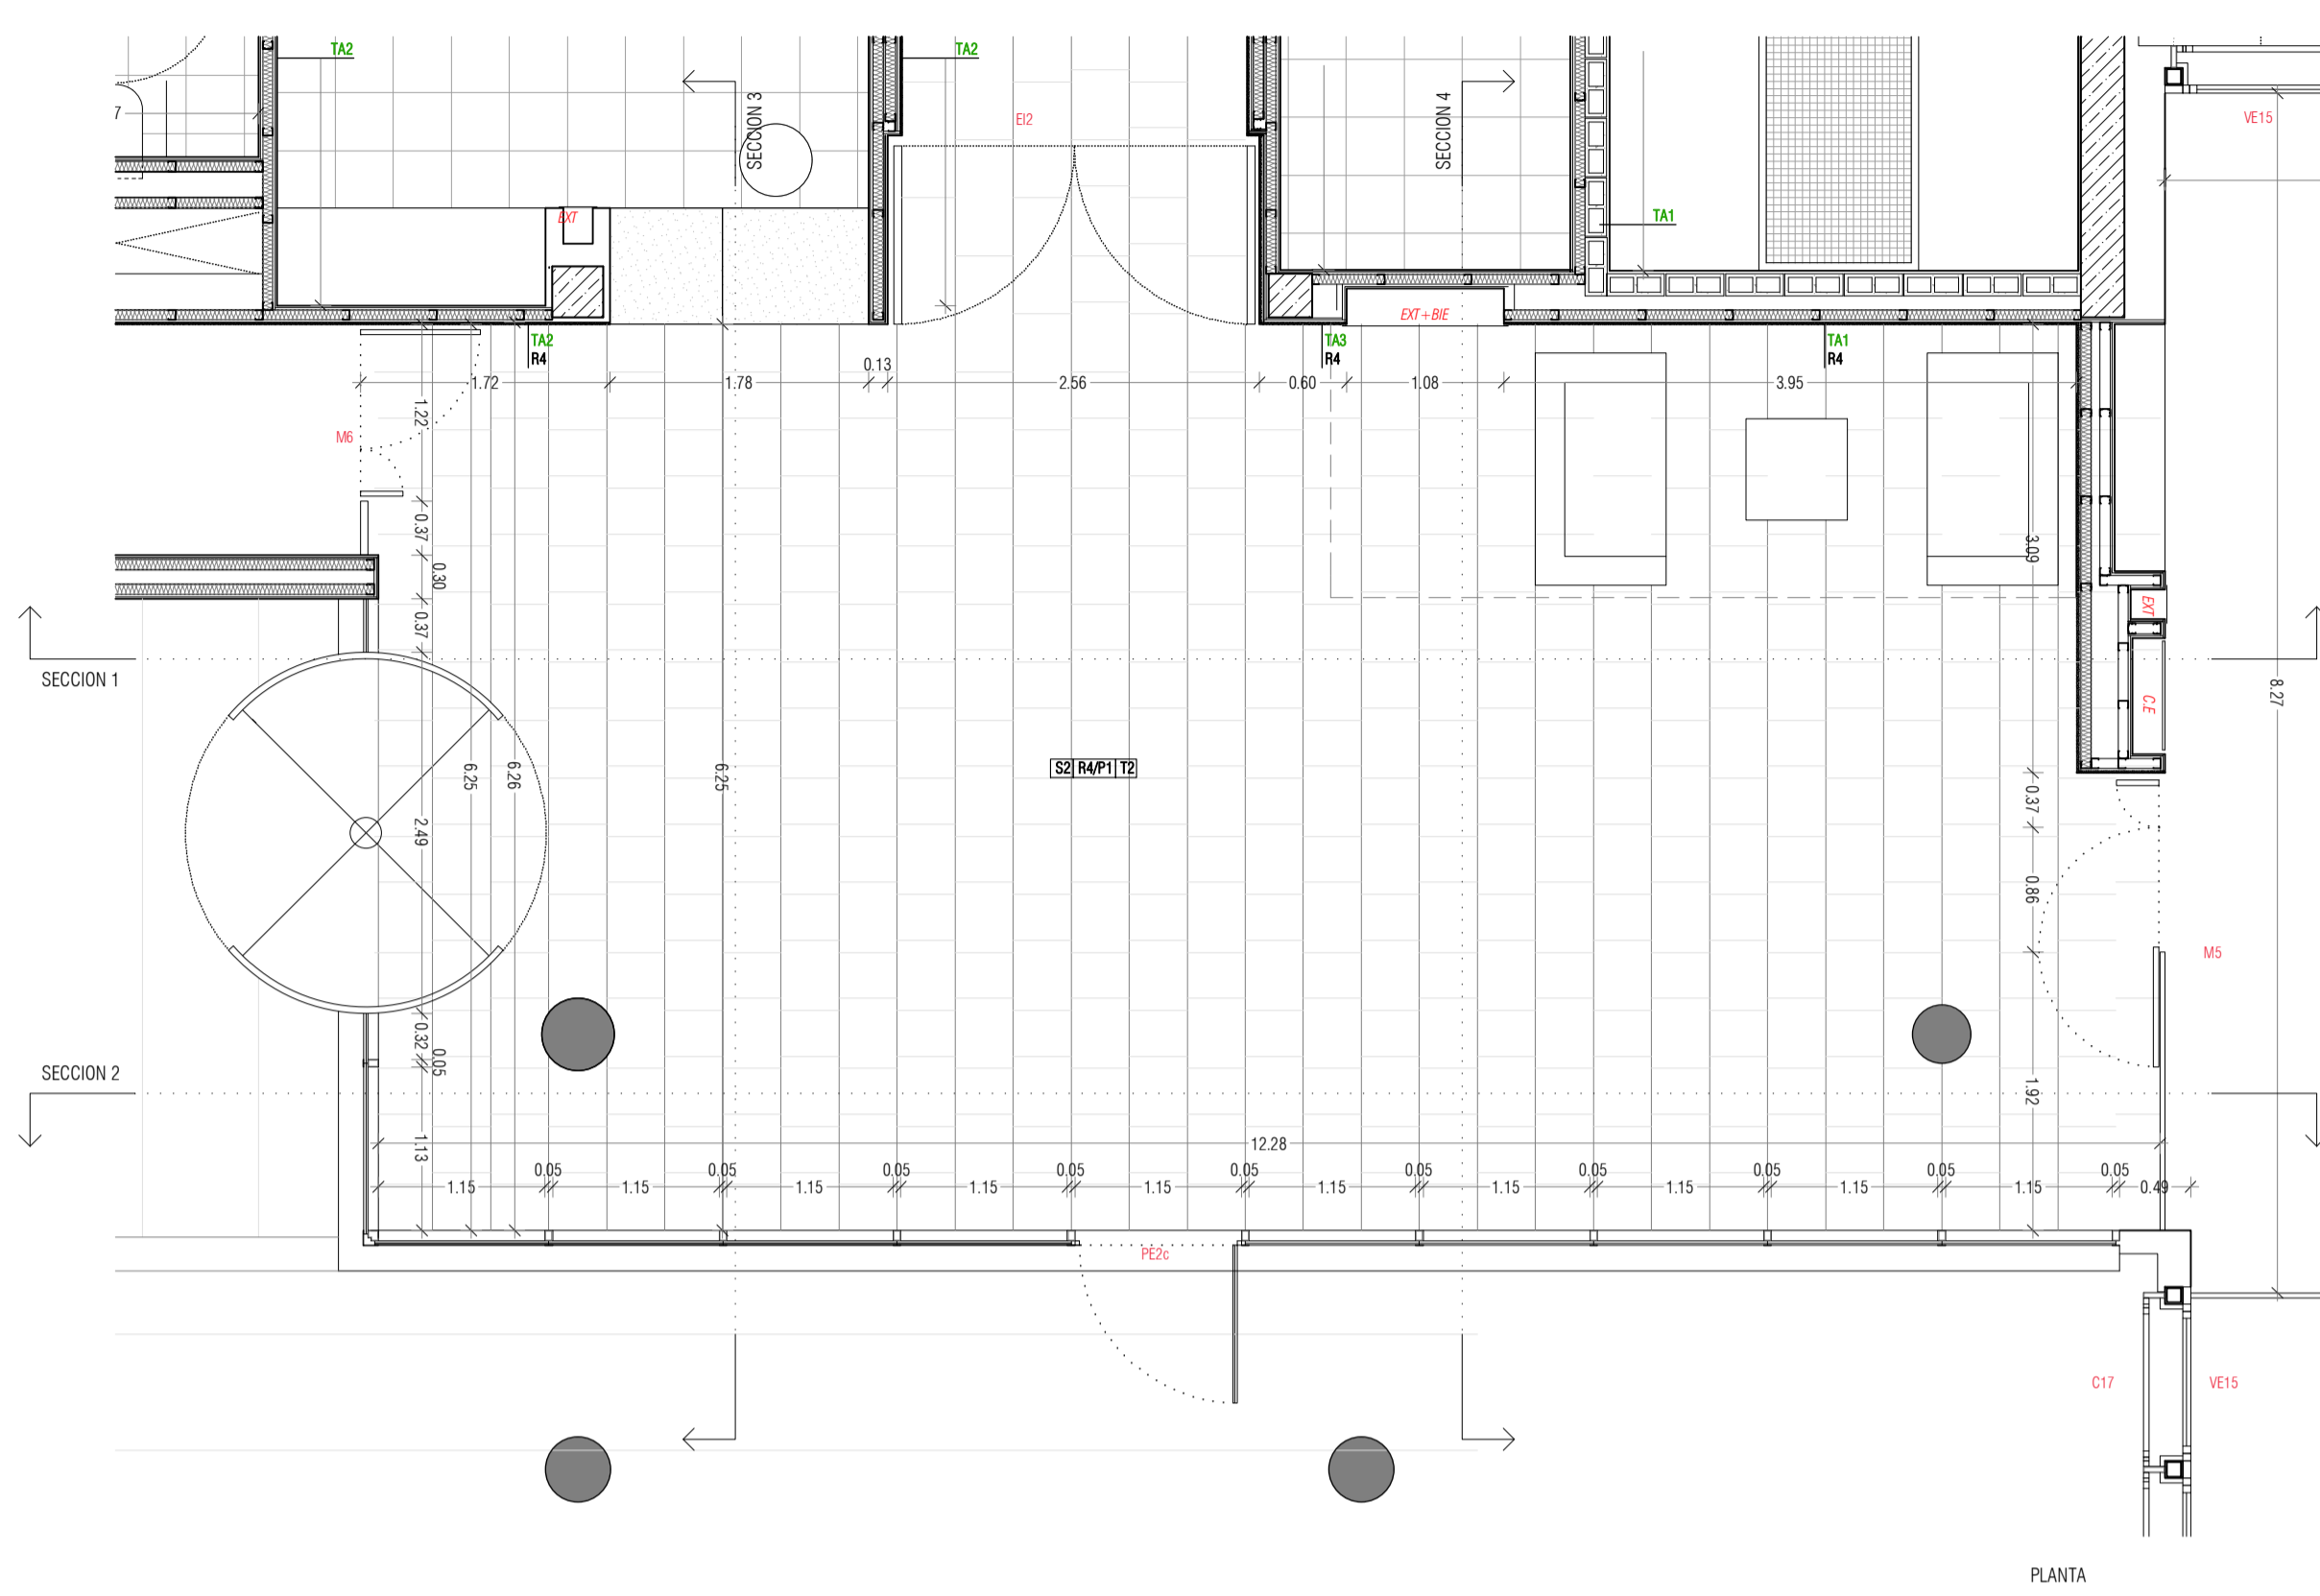 TA2
TA2
7
SECCION 3
EI2
SECCION 4
VE15
EXT
TA1
EXT+BIE
TA2
R4
TA3
R4
TA1
R4
0.13
1.72
1.78
2.56
0.60
1.08
3.95
1.22
M6
0.37
0.30
3.09
0.37
EXT
SECCION 1
8.27
C.E
6.25
6.26
6.25
S2 R4/P1 T2
0.37
2.49
0.86
M5
0.32
0.05
SECCION 2
1.92
1.13
12.28
0.05
0.05
0.05
0.05
0.05
0.05
0.05
0.05
0.05
0.05
1.15
1.15
1.15
1.15
1.15
1.15
1.15
1.15
1.15
1.15
0.49
PE2c
C17
VE15
PLANTA